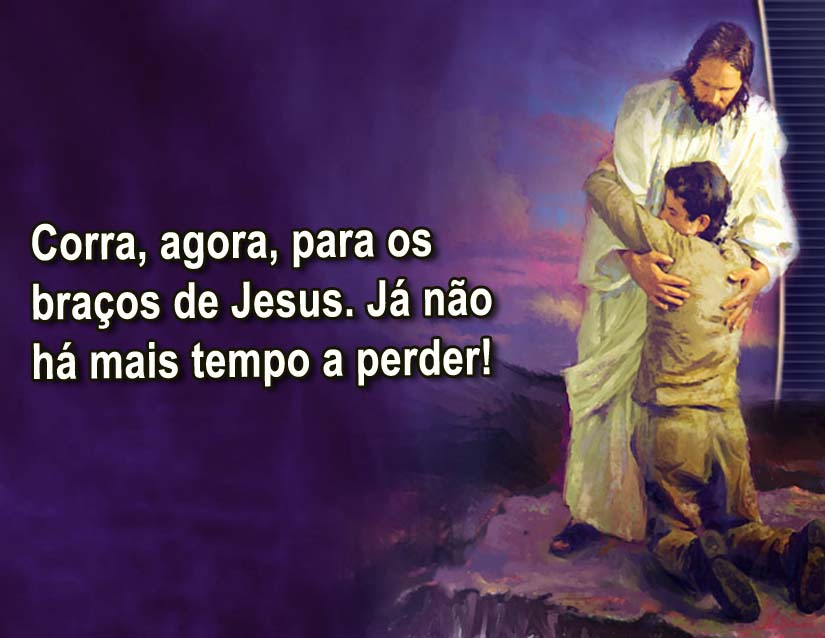 Corra, agora, para os
braços de Jesus. Já não
há mais tempo a perder!